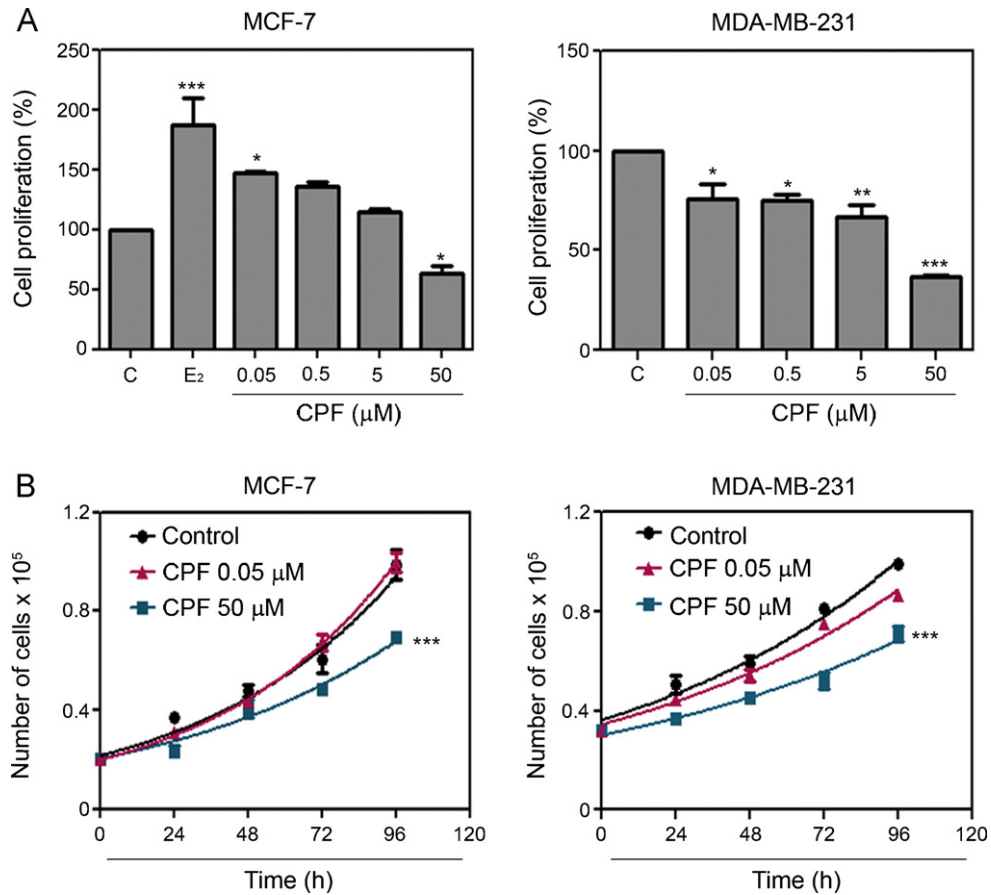 A
MCF-7
MDA-MB-231
Cell proliferation (%)
250
200
150
100
50
0
***
*
*
C
E₂
0.05
0.5
5
50
CPF (μM)
Cell proliferation (%)
150
100
50
0
*
*
**
***
C
0.05
0.5
5
50
CPF (μM)
B
MCF-7
MDA-MB-231
Number of cells x 10⁵
1.2
0.8
0.4
0
Control
CPF 0.05 μM
CPF 50 μM
***
0
24
48
72
96
120
Time (h)
Number of cells x 10⁵
1.2
0.8
0.4
0
Control
CPF 0.05 μM
CPF 50 μM
***
0
24
48
72
96
120
Time (h)